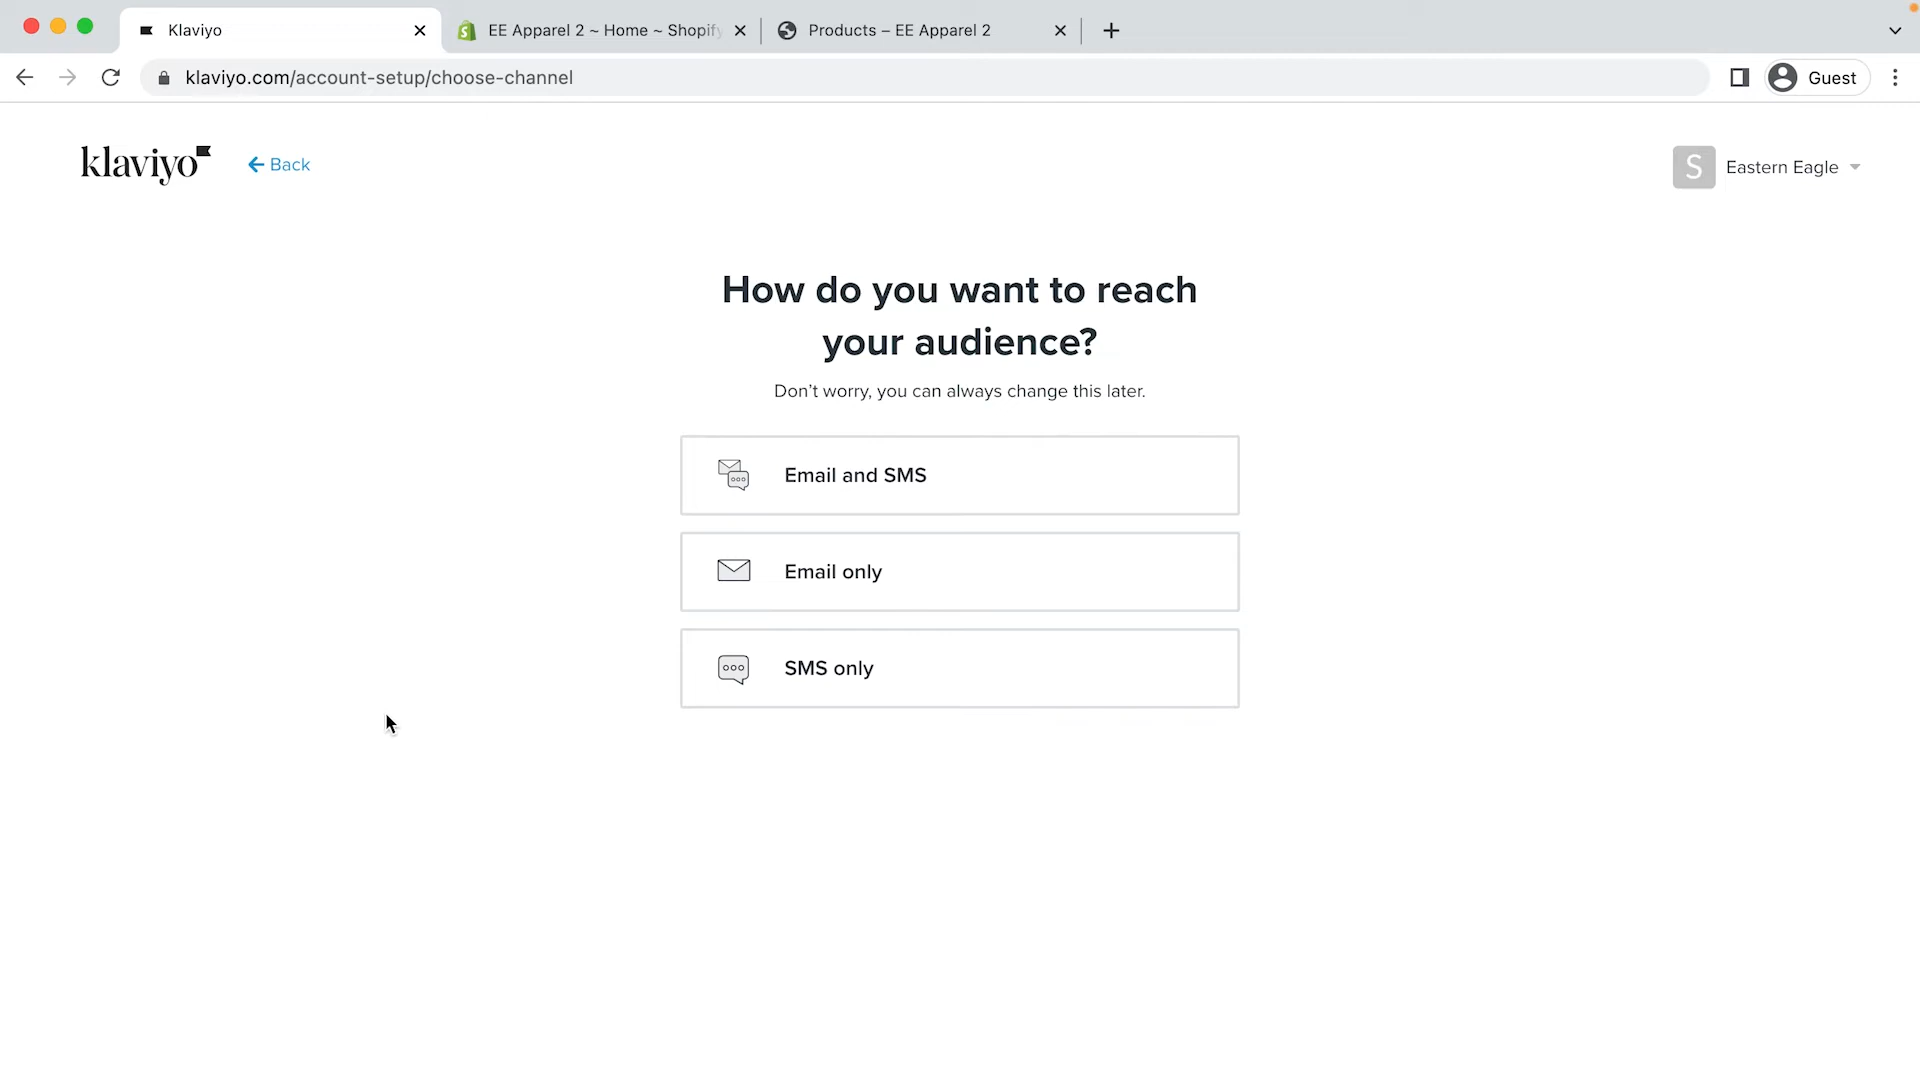 Klaviyo
EE Apparel 2 ~ Home ~ Shopify
Products – EE Apparel 2
klaviyo.com/account-setup/choose-channel
Guest
klaviyo
Back
S
Eastern Eagle
How do you want to reach
your audience?
Don't worry, you can always change this later.
Email and SMS
Email only
SMS only